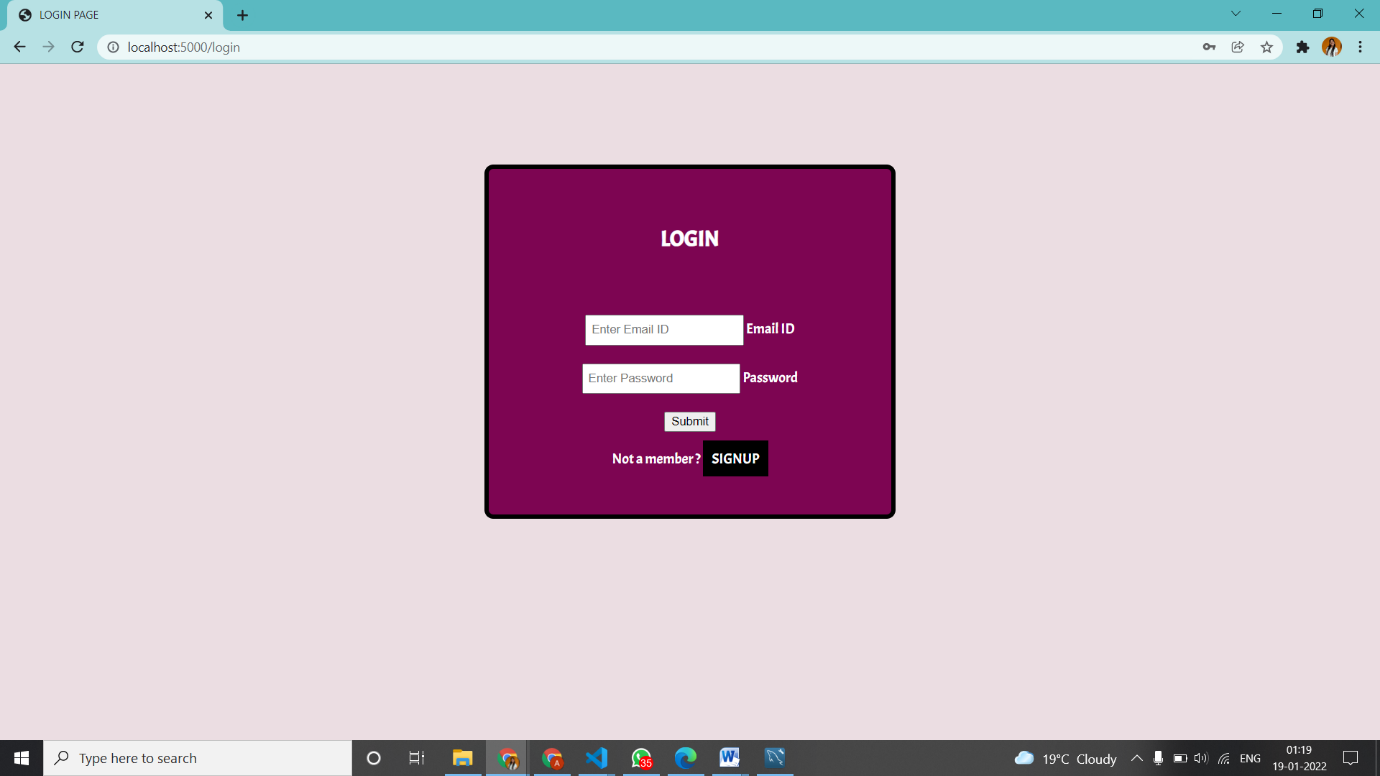 LOGIN PAGE
localhost:5000/login
LOGIN
Enter Email ID Email ID
Enter Password Password
Submit
Not a member ? SIGNUP
Type here to search
A
35
W
19°C Cloudy
ENG
01:19
19-01-2022